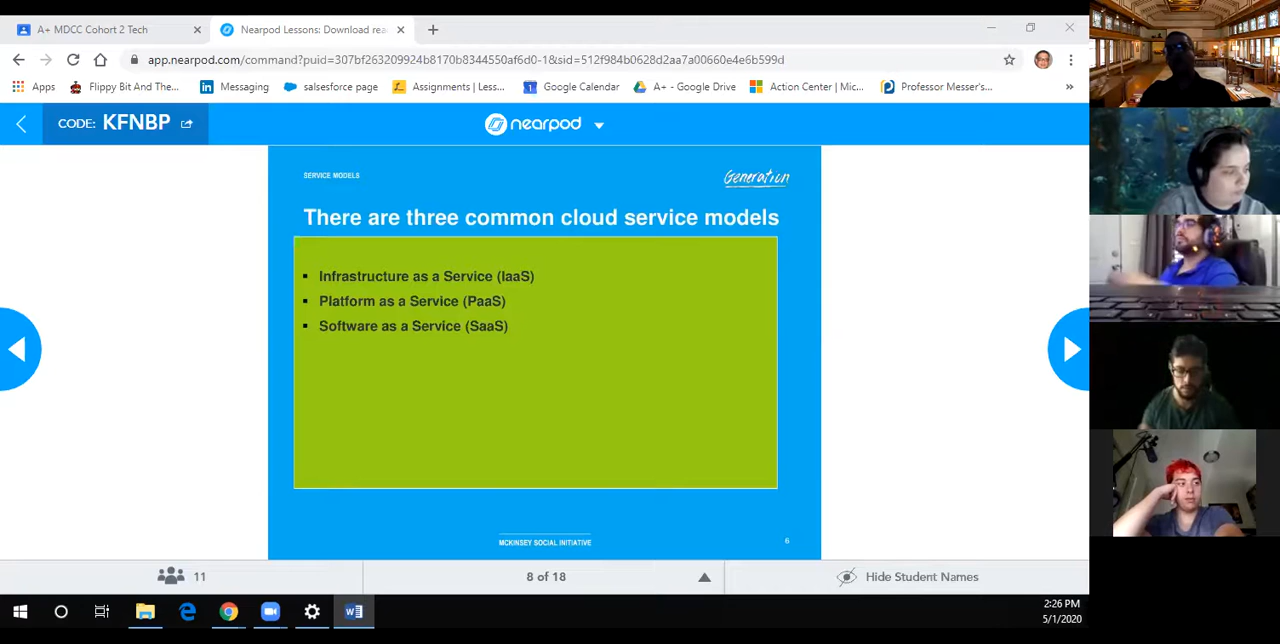 A+ MDCC Cohort 2 Tech
Nearpod Lessons: Download rea
app.nearpod.com/command?puid=307bf263209924b8170b8344550af6d0-1&sid=512f984b0628d2aa7a00660e4e6b599d
Apps Flippy Bit And The... Messaging salsesforce page Assignments | Less... Google Calendar A+ - Google Drive Action Center | Mic... Professor Messer's... »
CODE: KFNBP nearpod
SERVICE MODELS
Generation
There are three common cloud service models
▪ Infrastructure as a Service (IaaS)
▪ Platform as a Service (PaaS)
▪ Software as a Service (SaaS)
MCKINSEY SOCIAL INITIATIVE
6
11 8 of 18 Hide Student Names
2:26 PM
5/1/2020